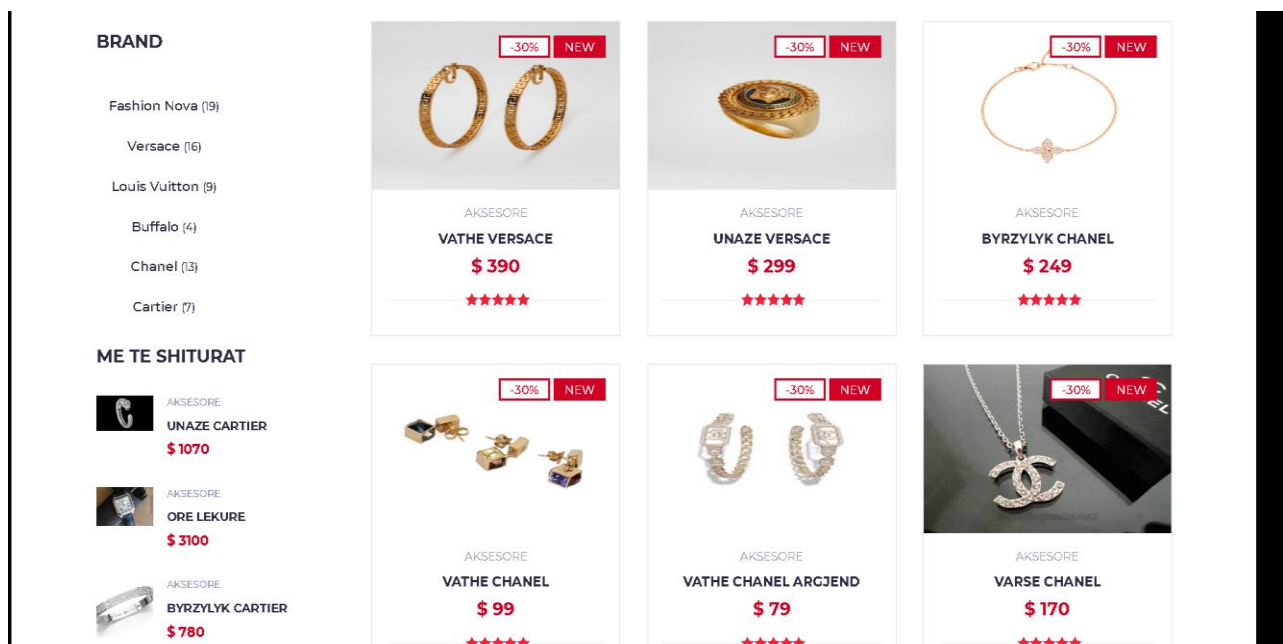 BRAND
Fashion Nova (19)
Versace (16)
Louis Vuitton (9)
Buffalo (4)
Chanel (13)
Cartier (7)
ME TE SHITURAT
AKSESORE
UNAZE CARTIER
$ 1070
AKSESORE
ORE LEKURE
$ 3100
AKSESORE
BYRZYLYK CARTIER
$ 780
-30% NEW
AKSESORE
VATHE VERSACE
$ 390
-30% NEW
AKSESORE
UNAZE VERSACE
$ 299
-30% NEW
AKSESORE
BYRZYLYK CHANEL
$ 249
-30% NEW
AKSESORE
VATHE CHANEL
$ 99
-30% NEW
AKSESORE
VATHE CHANEL ARGJEND
$ 79
-30% NEW
AKSESORE
VARSE CHANEL
$ 170